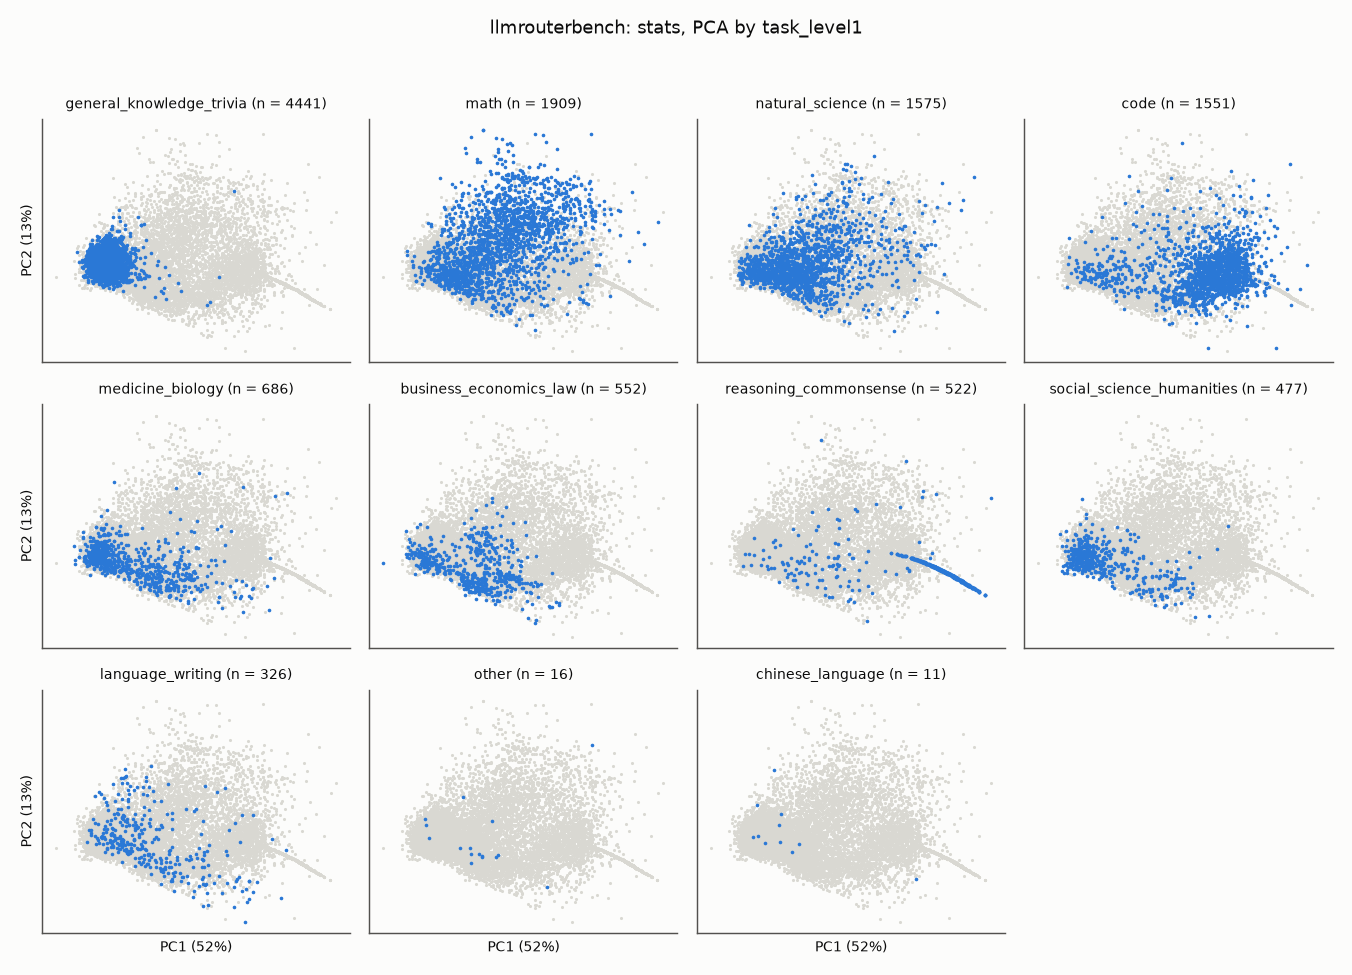 llmrouterbench: stats, PCA by task_level1
general_knowledge_trivia (n = 4441)
math (n = 1909)
natural_science (n = 1575)
code (n = 1551)
PC2 (13%)
medicine_biology (n = 686)
business_economics_law (n = 552)
reasoning_commonsense (n = 522)
social_science_humanities (n = 477)
PC2 (13%)
language_writing (n = 326)
other (n = 16)
chinese_language (n = 11)
PC2 (13%)
PC1 (52%)
PC1 (52%)
PC1 (52%)